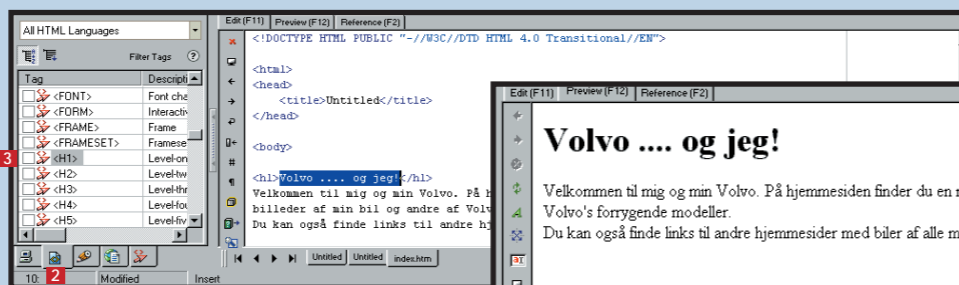 All HTML Languages
Filter Tags
Tag Descripti
<FONT> Font cha
<FORM> Interactiv
<FRAME> Frame
<FRAMESET> Framese
3
<H1> Level-on
<H2> Level-tw
<H3> Level-thr
<H4> Level-fou
<H5> Level-fiv
10: 2 Modified Insert
Edit (F11) Preview (F12) Reference (F2)
<!DOCTYPE HTML PUBLIC "-//W3C//DTD HTML 4.0 Transitional//EN">
<html>
<head>
<title>Untitled</title>
</head>
<body>
<h1>Volvo .... og jeg!</h1>
Velkommen til mig og min Volvo. På h
billeder af min bil og andre af Volv
Du kan også finde links til andre hj
Untitled Untitled index.htm
Edit (F11) Preview (F12) Reference (F2)
Volvo .... og jeg!
Velkommen til mig og min Volvo. På hjemmesiden finder du en
Volvo's forrygende modeller.
Du kan også finde links til andre hjemmesider med biler af alle